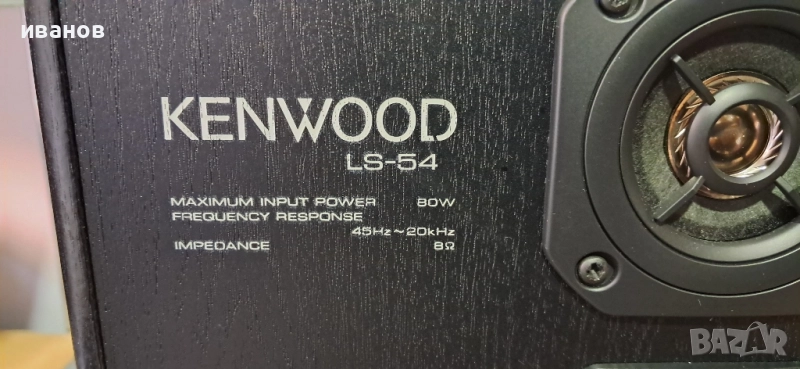 иванов
KENWOOD
LS-54
MAXIMUM INPUT POWER 80W
FREQUENCY RESPONSE
45Hz~20kHz
IMPEDANCE 8Ω
BAZAR